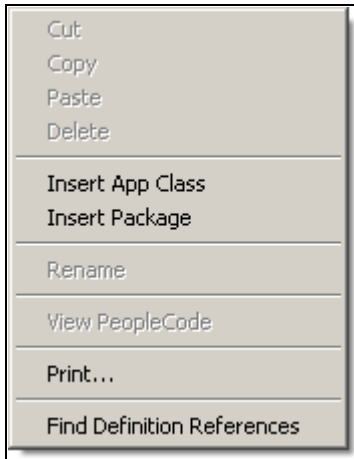 Cut
Copy
Paste
Delete
Insert App Class
Insert Package
Rename
View PeopleCode
Print...
Find Definition References